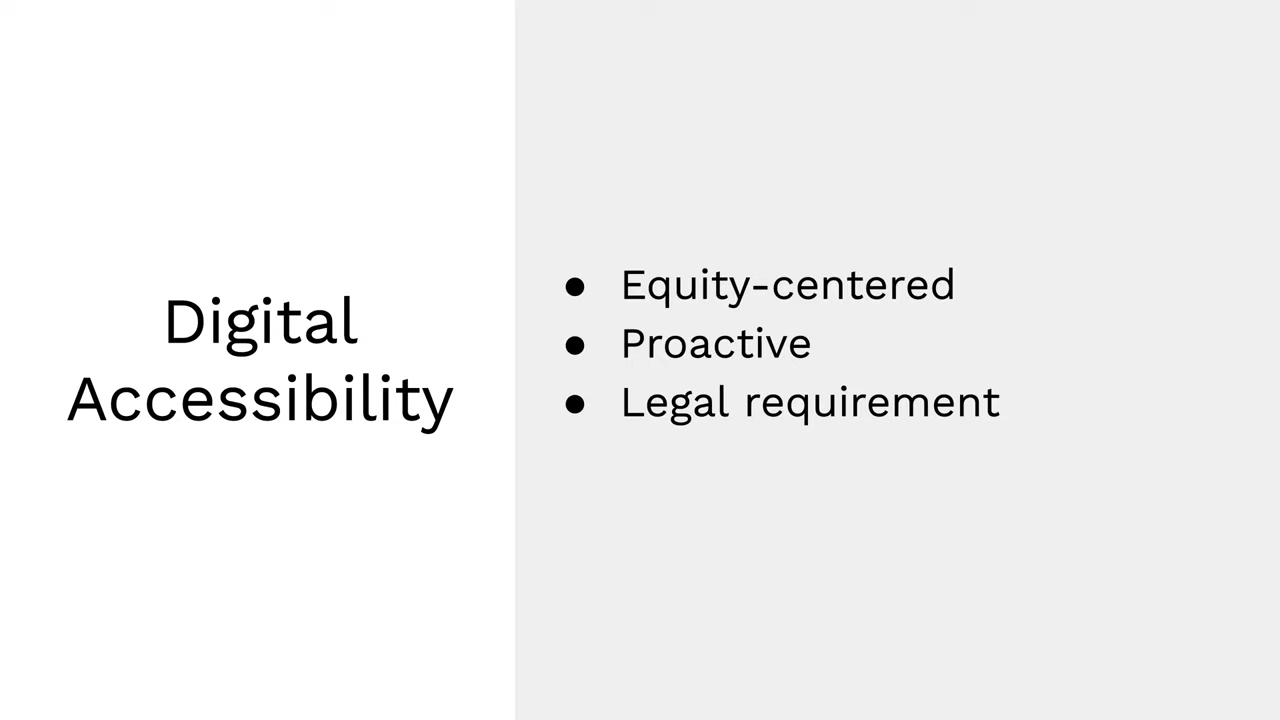 Digital
Accessibility
● Equity-centered
● Proactive
● Legal requirement